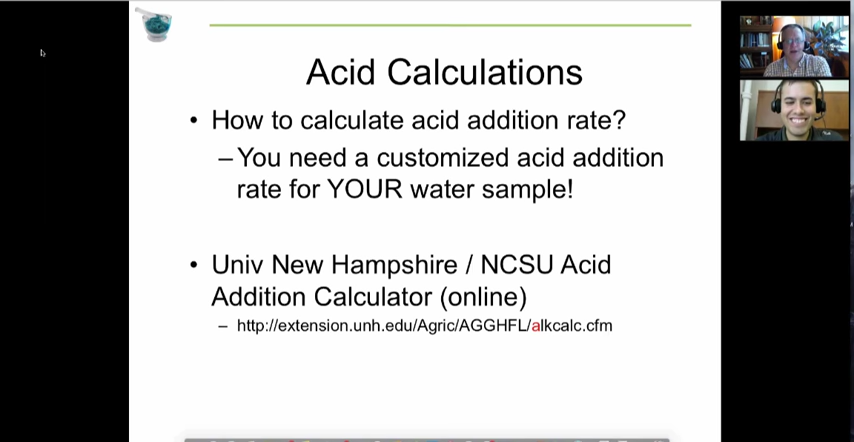 Acid Calculations
• How to calculate acid addition rate?
– You need a customized acid addition
rate for YOUR water sample!
• Univ New Hampshire / NCSU Acid
Addition Calculator (online)
– http://extension.unh.edu/Agric/AGGHFL/alkcalc.cfm